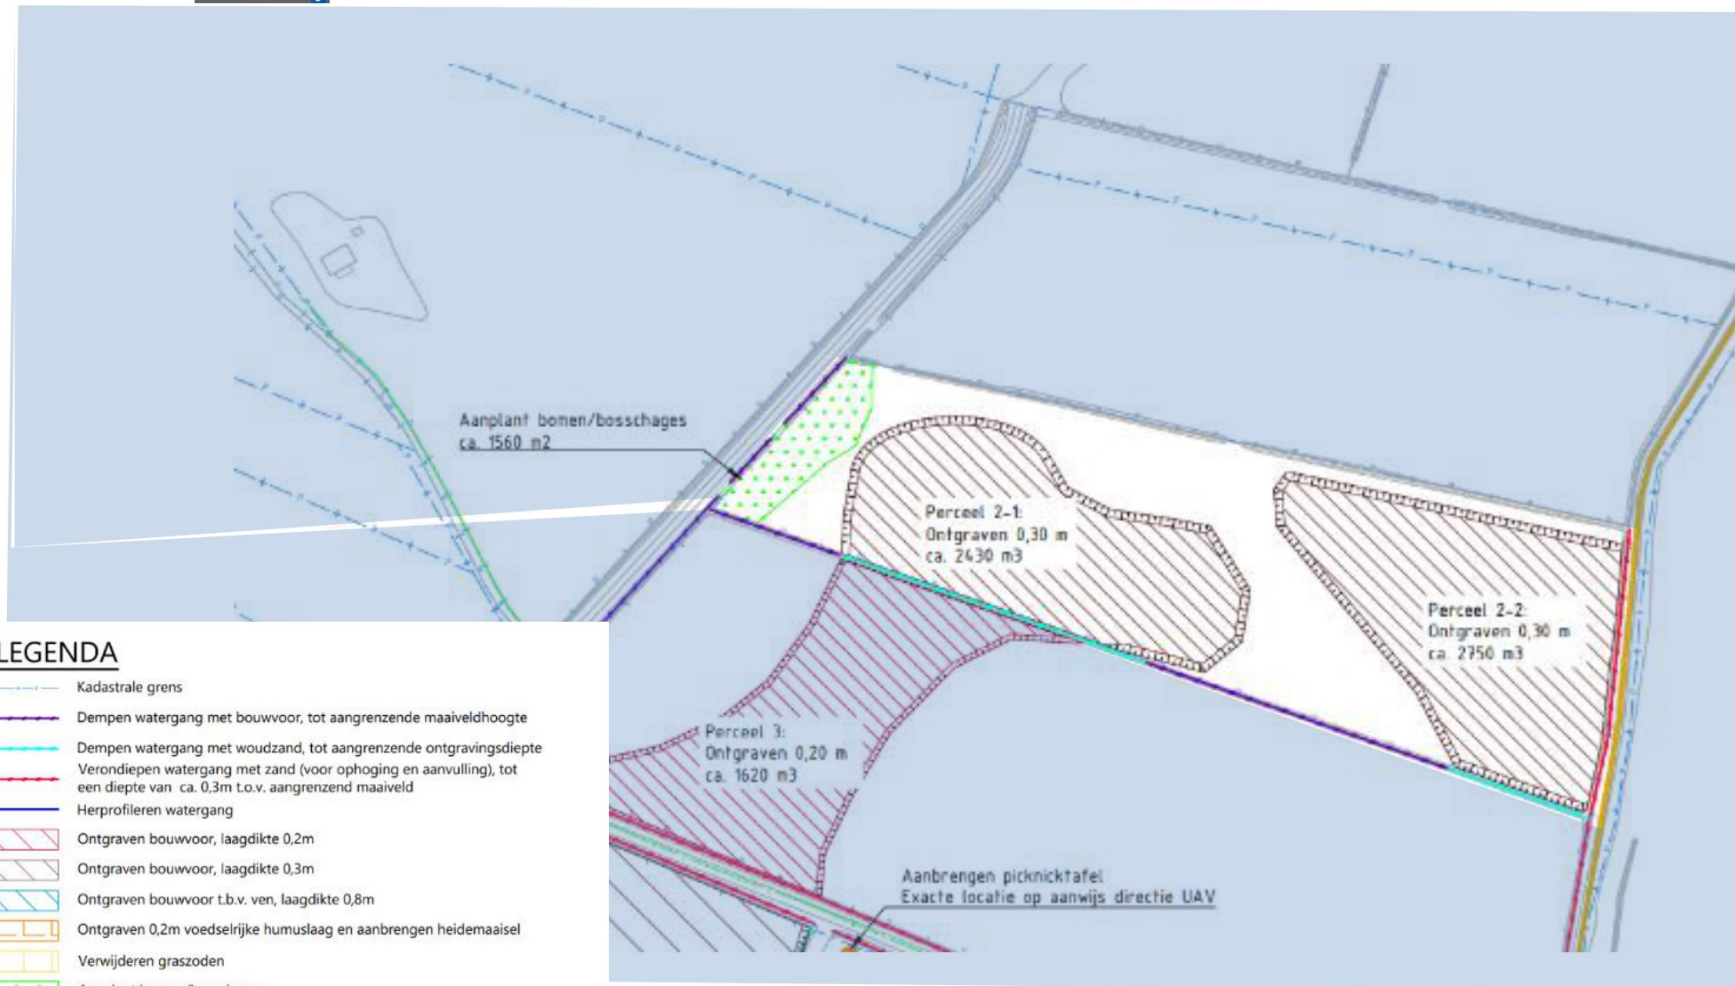 Aanplant bomen/bosschages
ca. 1560 m2
Perceel 2-1:
Ontgraven 0,30 m
ca. 2430 m3
Perceel 2-2:
Ontgraven 0,30 m
ca. 2750 m3
Perceel 3:
Ontgraven 0,20 m
ca. 1620 m3
Aanbrengen picknicktafel
Exacte locatie op aanwijs directie UAV
LEGENDA
Kadastrale grens
Dempen watergang met bouwvoor, tot aangrenzende maaiveldhoogte
Dempen watergang met woudzand, tot aangrenzende ontgravingsdiepte
Verondiepen watergang met zand (voor ophoging en aanvulling), tot
een diepte van ca. 0,3m t.o.v. aangrenzend maaiveld
Herprofileren watergang
Ontgraven bouwvoor, laagdikte 0,2m
Ontgraven bouwvoor, laagdikte 0,3m
Ontgraven bouwvoor t.b.v. ven, laagdikte 0,8m
Ontgraven 0,2m voedselrijke humuslaag en aanbrengen heidemaaisel
Verwijderen graszoden